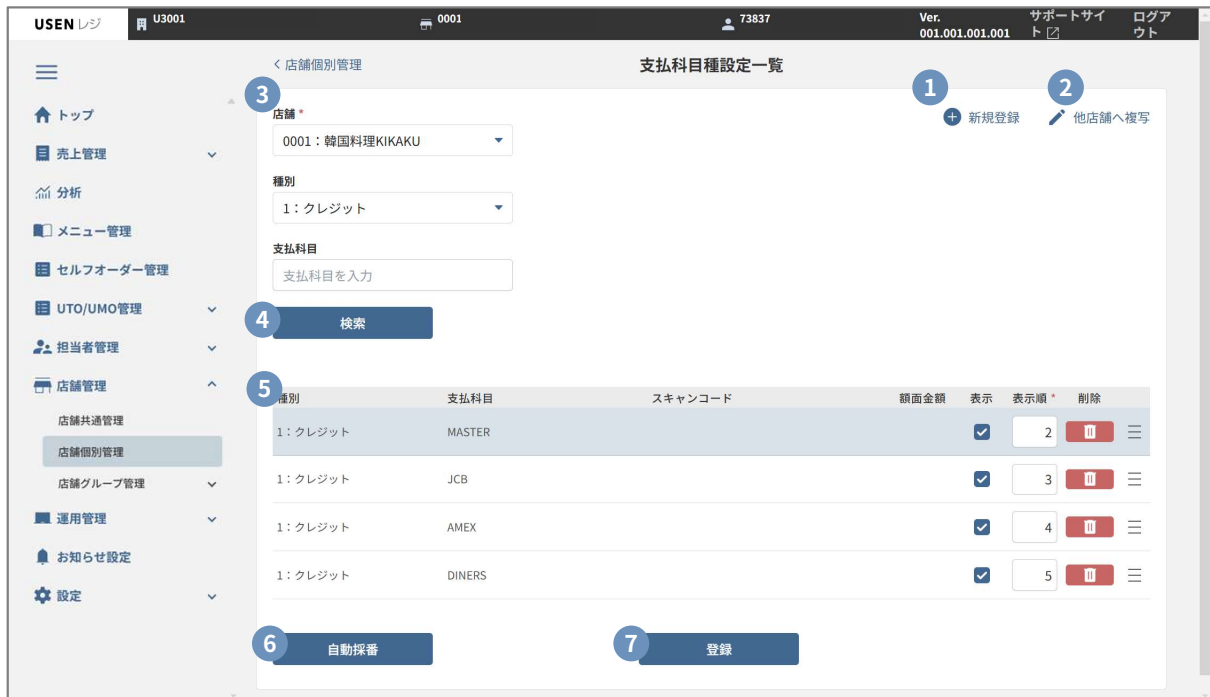 USEN レジ
U3001
0001
73837
Ver.
001.001.001.001
サポートサイ
ト
ログア
ウト
トップ
売上管理
分析
メニュー管理
セルフオーダー管理
UTO/UMO管理
担当者管理
店舗管理
店舗共通管理
店舗個別管理
店舗グループ管理
運用管理
お知らせ設定
設定
< 店舗個別管理
支払科目種設定一覧
1
新規登録
2
他店舗へ複写
3
店舗 *
0001:韓国料理KIKAKU
種別
1:クレジット
支払科目
支払科目を入力
4
検索
5
種別 支払科目 スキャンコード 額面金額 表示 表示順 * 削除
1:クレジット MASTER 2
1:クレジット JCB 3
1:クレジット AMEX 4
1:クレジット DINERS 5
6
自動採番
7
登録